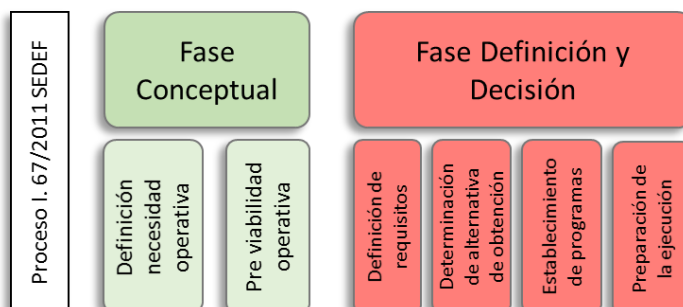 Proceso I. 67/2011 SEDEF
Fase
Conceptual
Fase Definición y
Decisión
Definición
necesidad
operativa
Pre viabilidad
operativa
Definición de
requisitos
Determinación
de alternativa
de obtención
Establecimiento
de programas
Preparación de
la ejecución